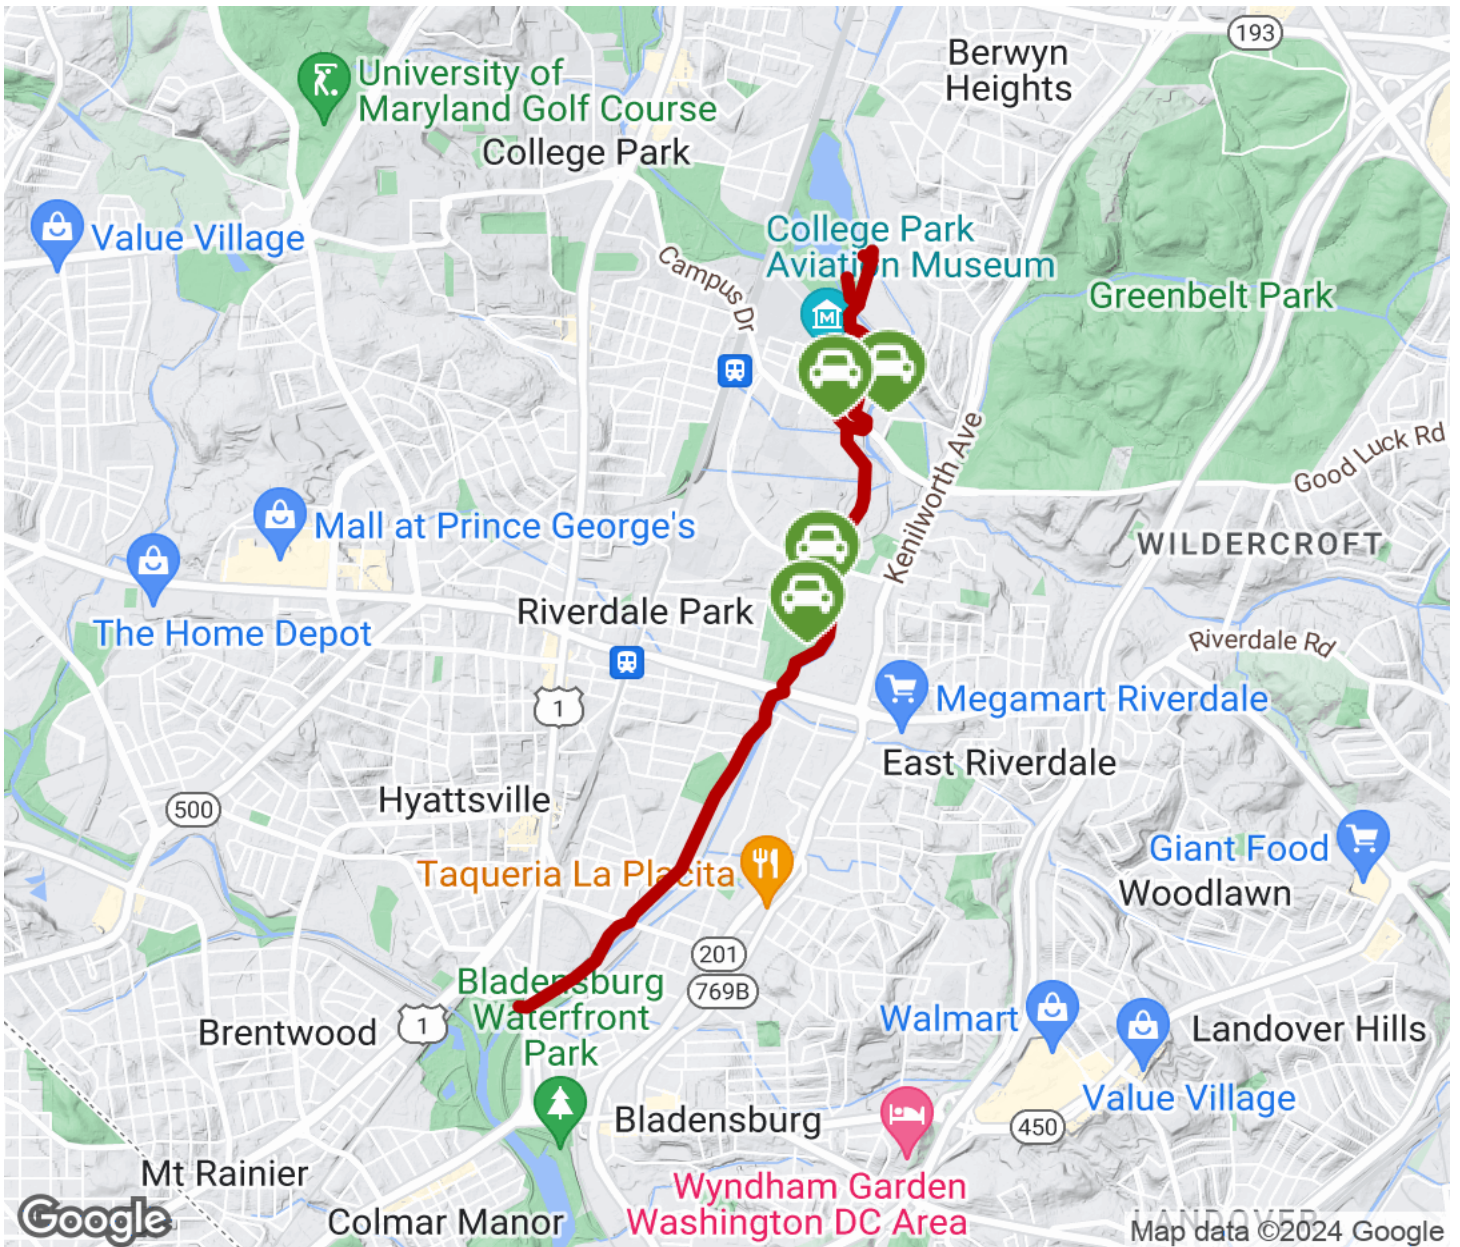 193
Berwyn
Heights
University of
Maryland Golf Course
College Park
Value Village
College Park
Aviation Museum
Campus Dr
Greenbelt Park
M
Kenilworth Ave
Good Luck Rd
Mall at Prince George's
WILDERCROFT
The Home Depot
Riverdale Park
Riverdale Rd
1
Megamart Riverdale
East Riverdale
500
Hyattsville
Giant Food
Woodlawn
Taqueria La Placita
201
769B
Bladensburg
Waterfront
Park
1
Brentwood
Walmart
Landover Hills
Value Village
450
Bladensburg
Mt Rainier
Wyndham Garden
Washington DC Area
Colmar Manor
LANDOVER
Google
Map data ©2024 Google